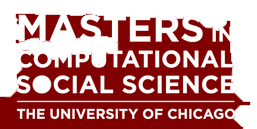 MASTERS IN
COMPUTATIONAL
SOCIAL SCIENCE
THE UNIVERSITY OF CHICAGO